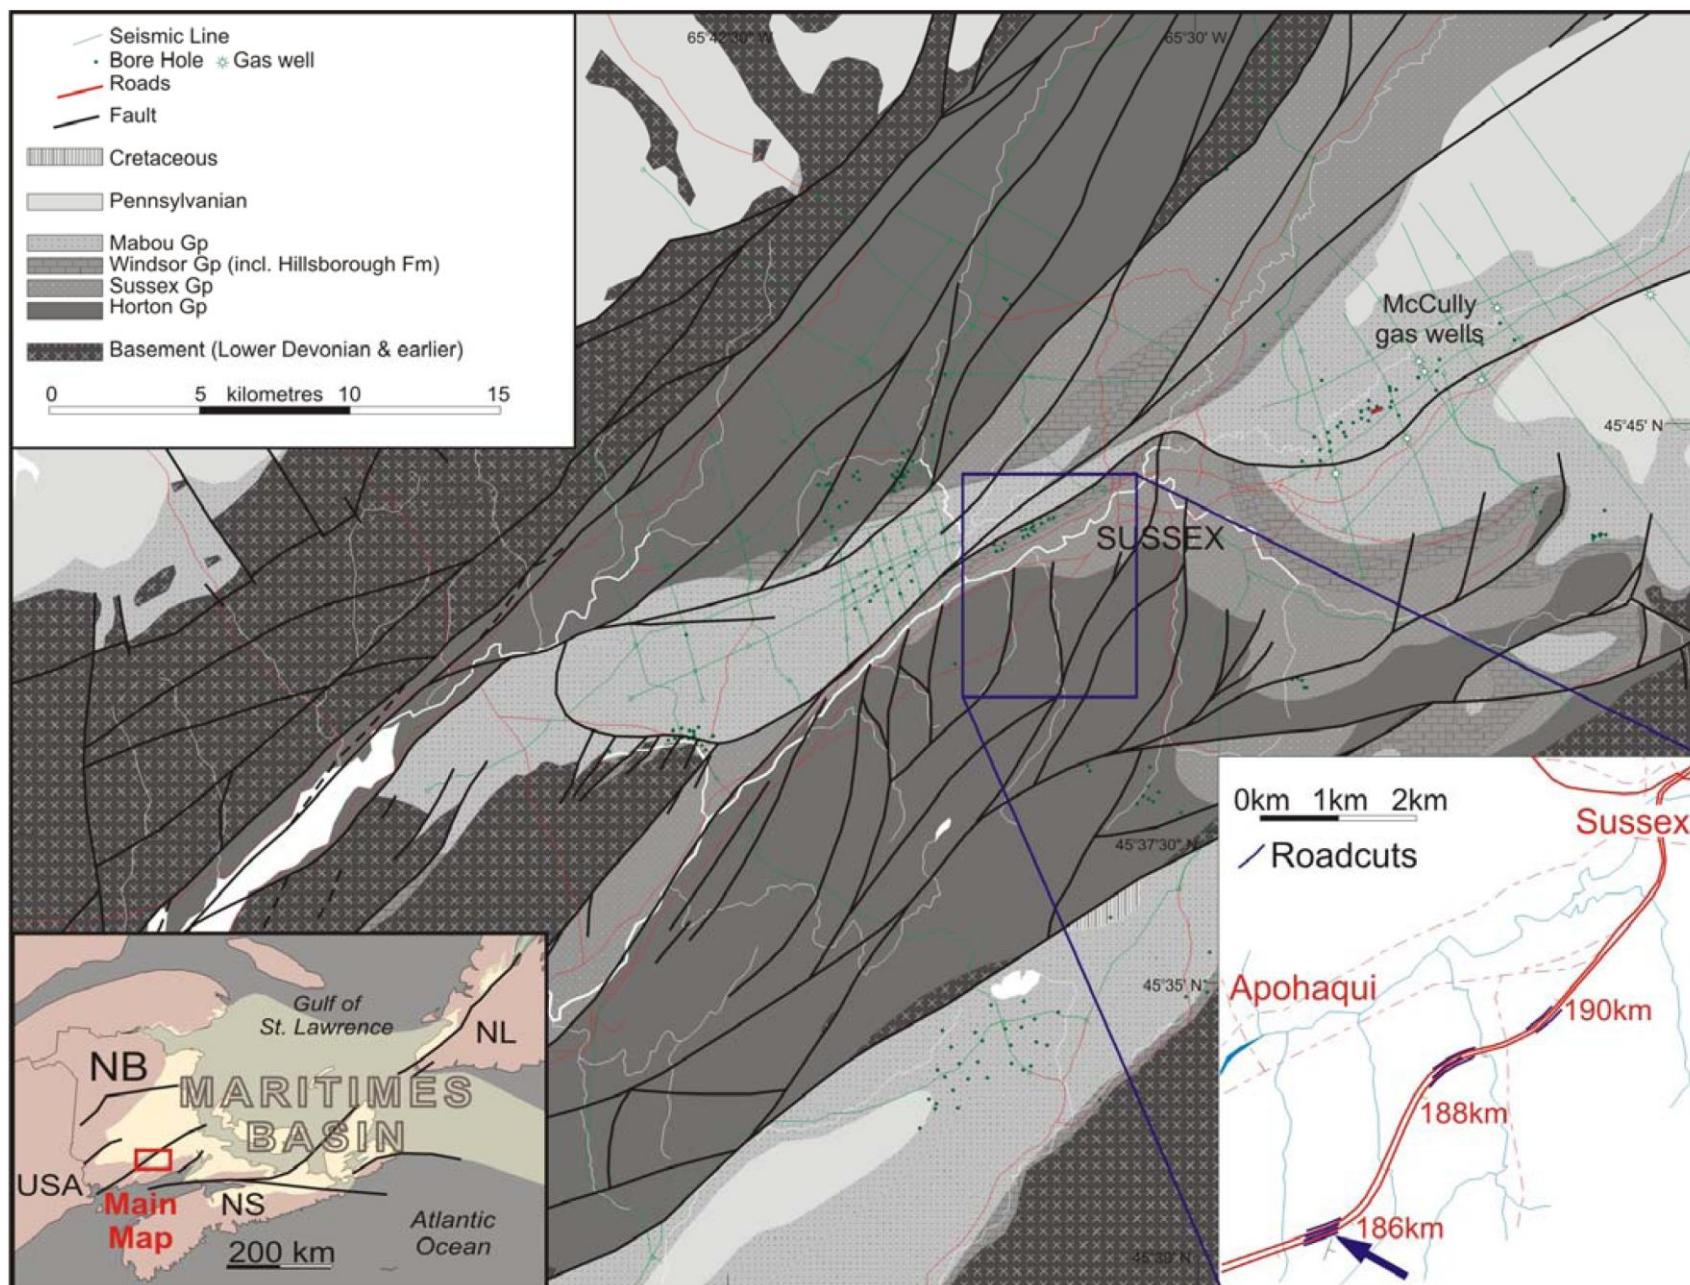 Seismic Line
Bore Hole
Gas well
Roads
Fault
Cretaceous
Pennsylvanian
Mabou Gp
Windsor Gp (incl. Hillsborough Fm)
Sussex Gp
Horton Gp
Basement (Lower Devonian & earlier)
0 5 kilometres 10 15
65°42'30" W
65°30' W
McCully
gas wells
45°45' N
SUSSEX
45°37'30" N
45°35' N
Gulf of
St. Lawrence
NL
NB
MARITIMES
BASIN
USA
Main
Map
NS
Atlantic
Ocean
200 km
0km 1km 2km
Roadcuts
Sussex
Apohaqui
190km
188km
186km